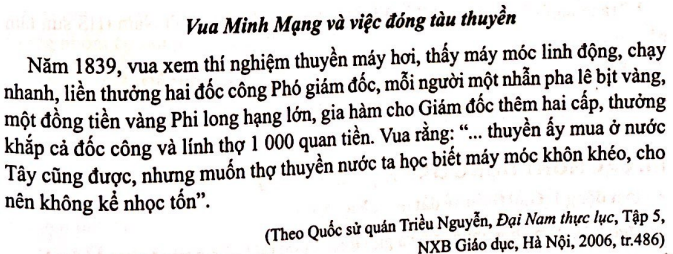 Vua Minh Mạng và việc đóng tàu thuyền
Năm 1839, vua xem thí nghiệm thuyền máy hơi, thấy máy móc linh động, chạy
nhanh, liền thưởng hai đốc công Phó giám đốc, mỗi người một nhẫn pha lê bịt vàng,
một đồng tiền vàng Phi long hạng lớn, gia hàm cho Giám đốc thêm hai cấp, thưởng
khắp cả đốc công và lính thợ 1 000 quan tiền. Vua rằng: “... thuyền ấy mua ở nước
Tây cũng được, nhưng muốn thợ thuyền nước ta học biết máy móc khôn khéo, cho
nên không kể nhọc tốn”.
(Theo Quốc sử quán Triều Nguyễn, Đại Nam thực lục, Tập 5,
NXB Giáo dục, Hà Nội, 2006, tr.486)